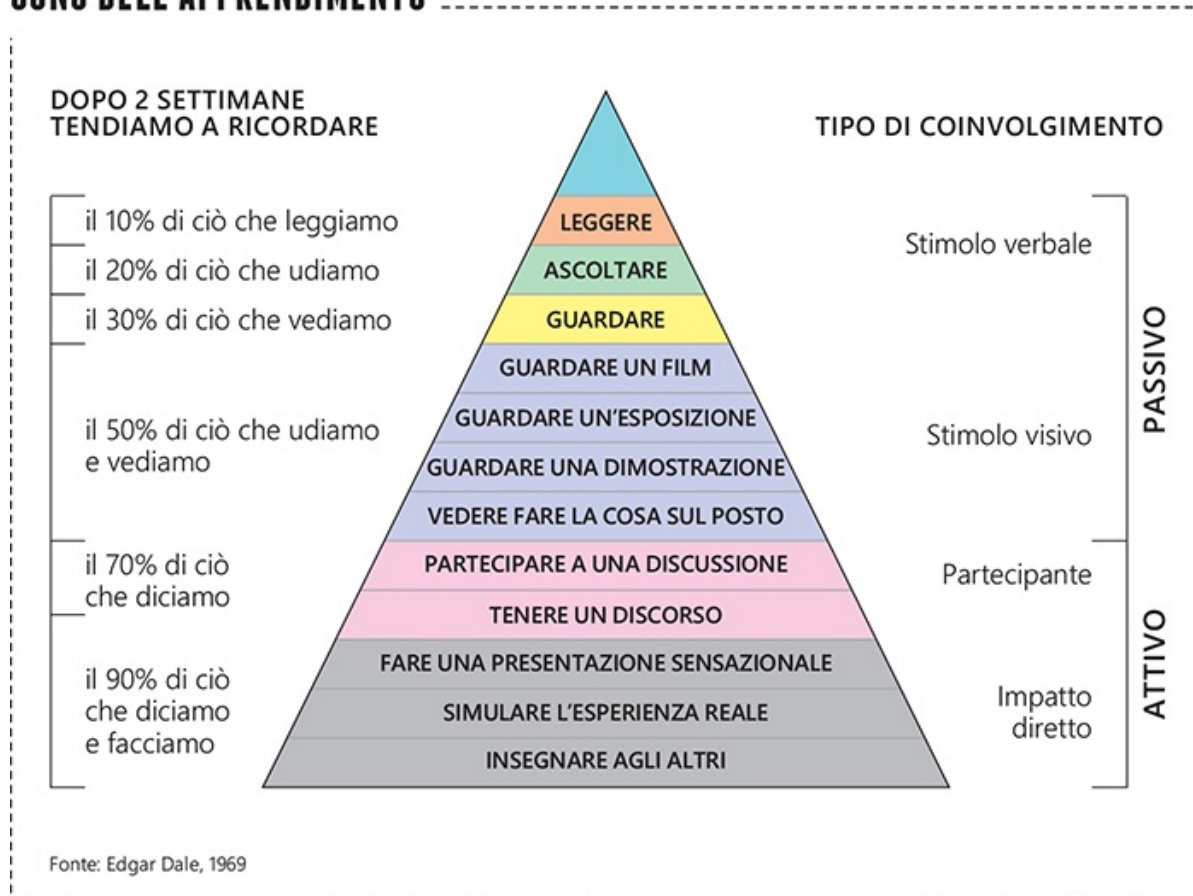 CONO DELL'APPRENDIMENTO
DOPO 2 SETTIMANE
TENDIAMO A RICORDARE
il 10% di ciò che leggiamo
il 20% di ciò che udiamo
il 30% di ciò che vediamo
il 50% di ciò che udiamo
e vediamo
il 70% di ciò
che diciamo
il 90% di ciò
che diciamo
e facciamo
LEGGERE
ASCOLTARE
GUARDARE
GUARDARE UN FILM
GUARDARE UN'ESPOSIZIONE
GUARDARE UNA DIMOSTRAZIONE
VEDERE FARE LA COSA SUL POSTO
PARTECIPARE A UNA DISCUSSIONE
TENERE UN DISCORSO
FARE UNA PRESENTAZIONE SENSAZIONALE
SIMULARE L'ESPERIENZA REALE
INSEGNARE AGLI ALTRI
TIPO DI COINVOLGIMENTO
Stimolo verbale
Stimolo visivo
Partecipante
Impatto
diretto
PASSIVO
ATTIVO
Fonte: Edgar Dale, 1969